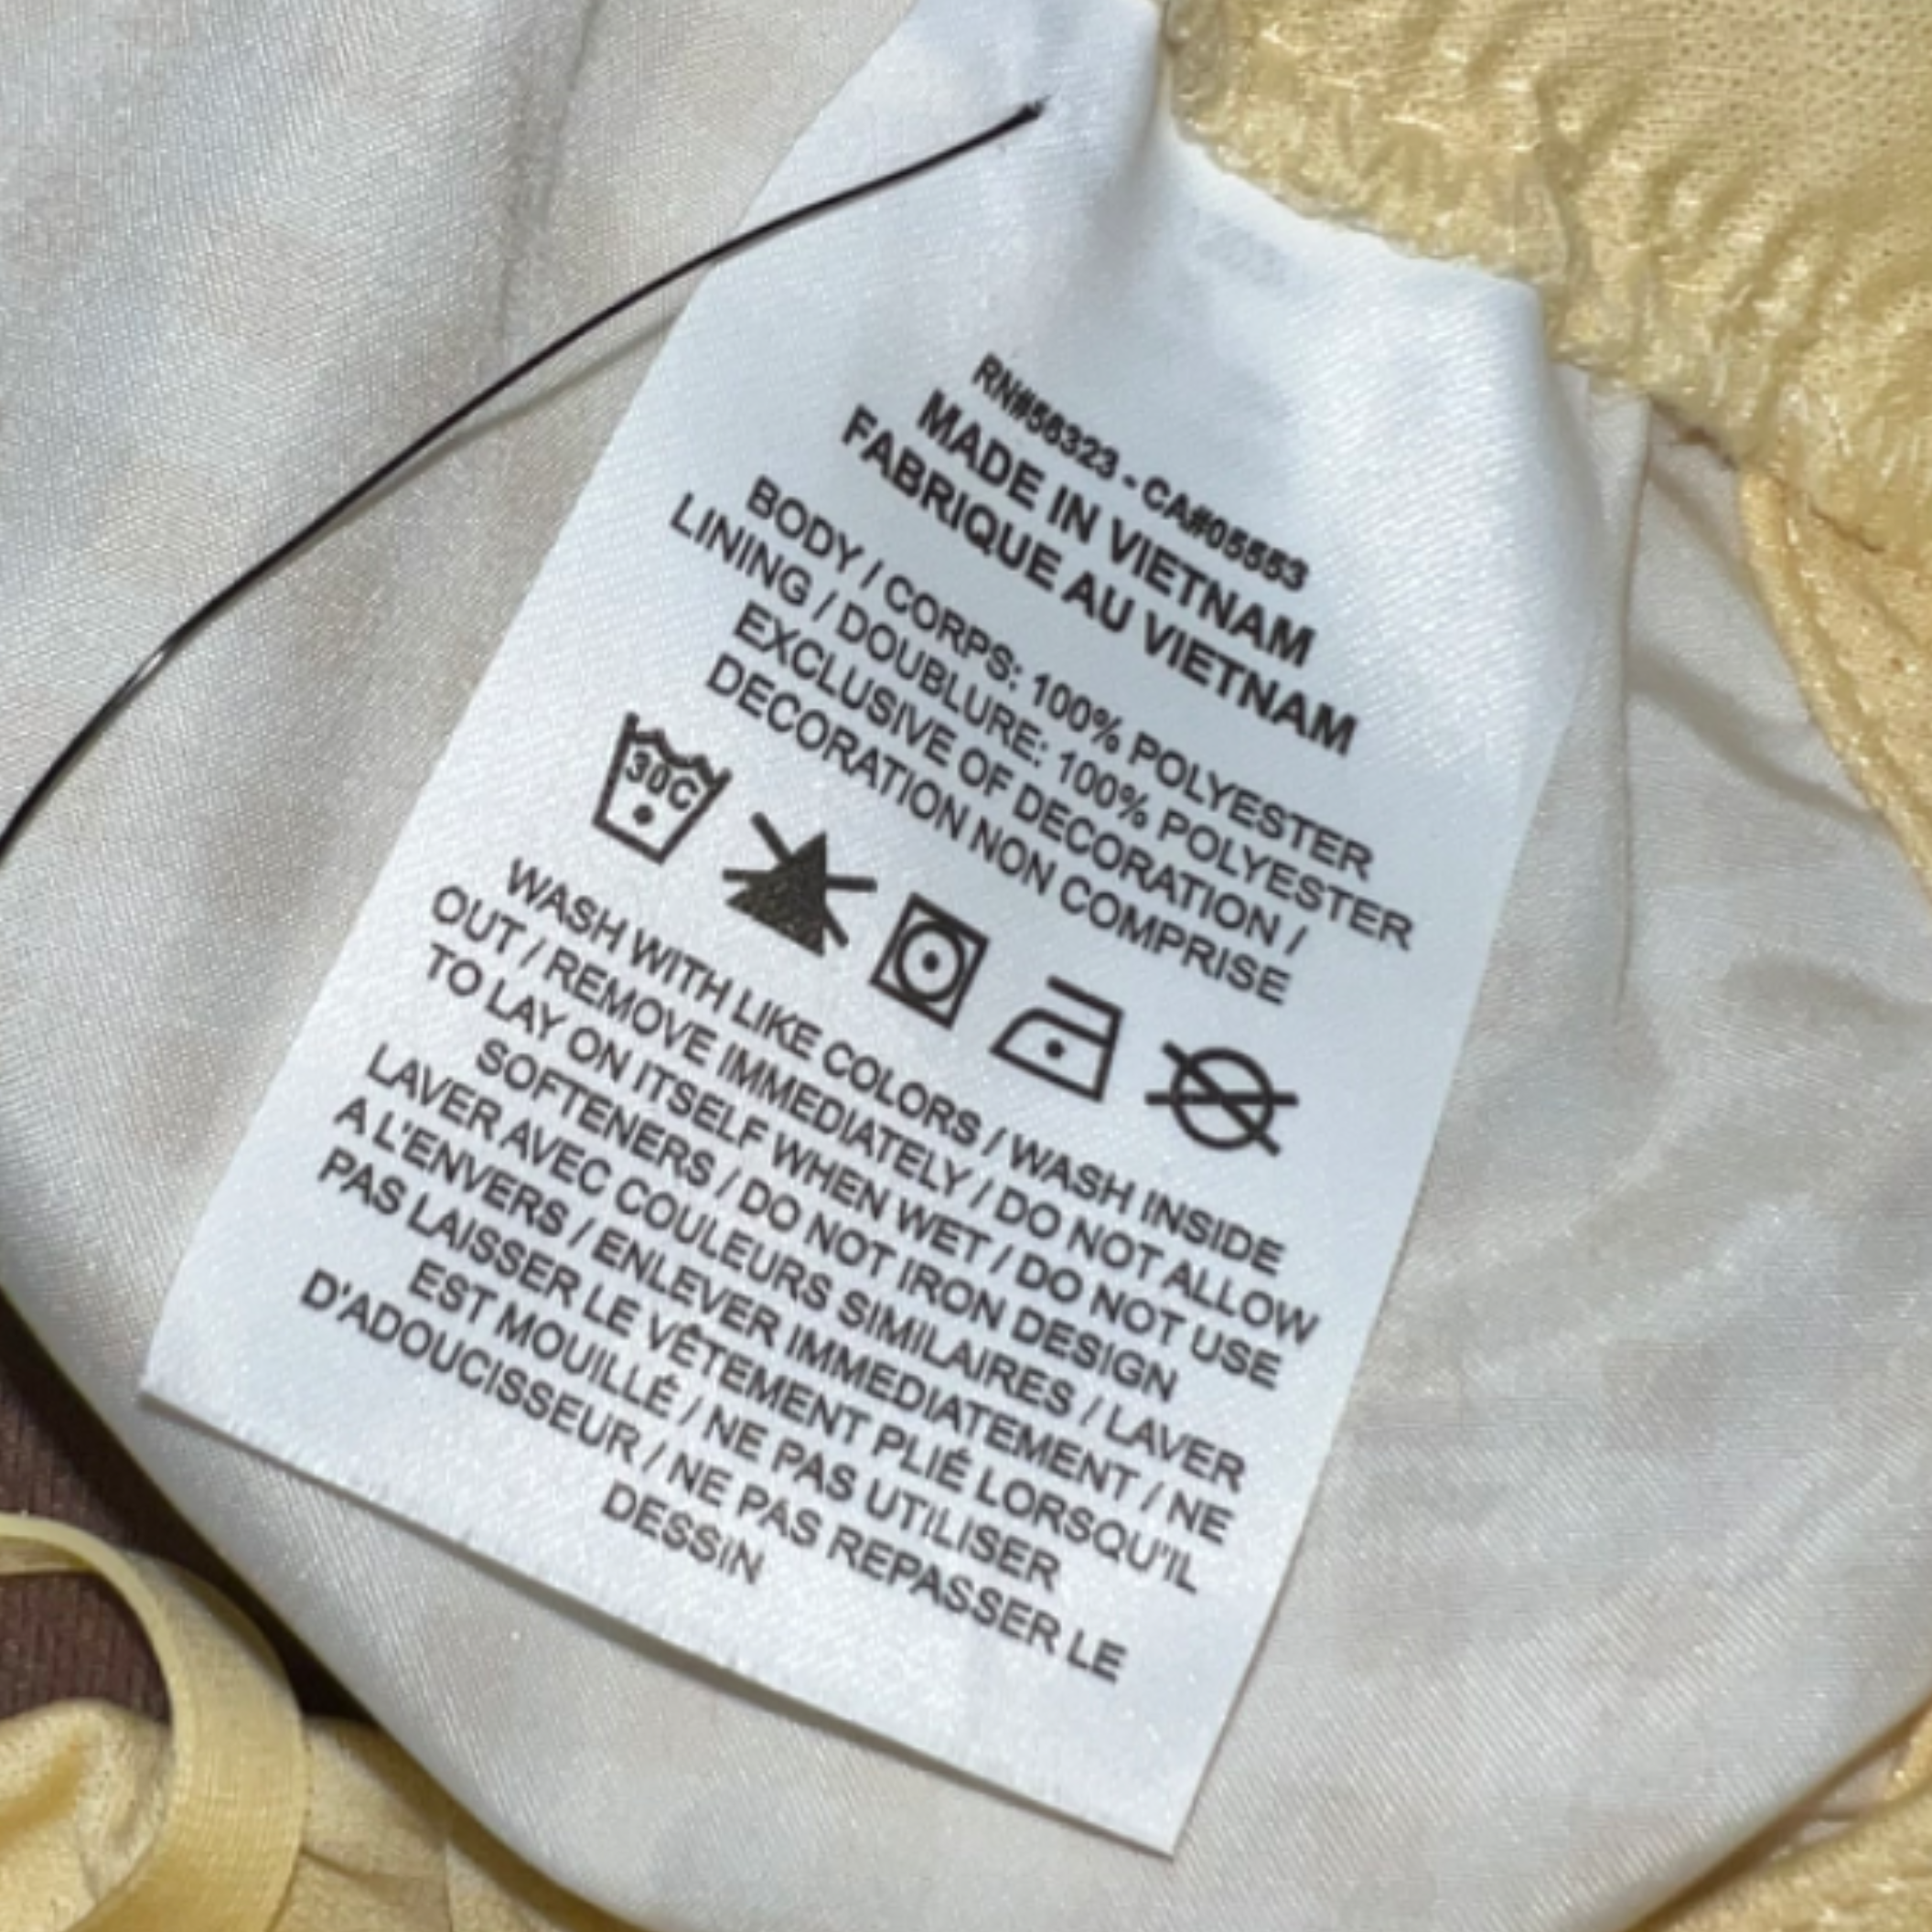 RN#56323 - CA#05553
MADE IN VIETNAM
FABRIQUE AU VIETNAM
BODY / CORPS: 100% POLYESTER
LINING / DOUBLURE: 100% POLYESTER
EXCLUSIVE OF DECORATION /
DECORATION NON COMPRISE
30C
WASH WITH LIKE COLORS / WASH INSIDE
OUT / REMOVE IMMEDIATELY / DO NOT ALLOW
TO LAY ON ITSELF WHEN WET / DO NOT USE
SOFTENERS / DO NOT IRON DESIGN
LAVER AVEC COULEURS SIMILAIRES / LAVER
A L'ENVERS / ENLEVER IMMEDIATEMENT / NE
PAS LAISSER LE VÊTEMENT PLIÉ LORSQU'IL
EST MOUILLÉ / NE PAS UTILISER
D'ADOUCISSEUR / NE PAS REPASSER LE
DESSIN